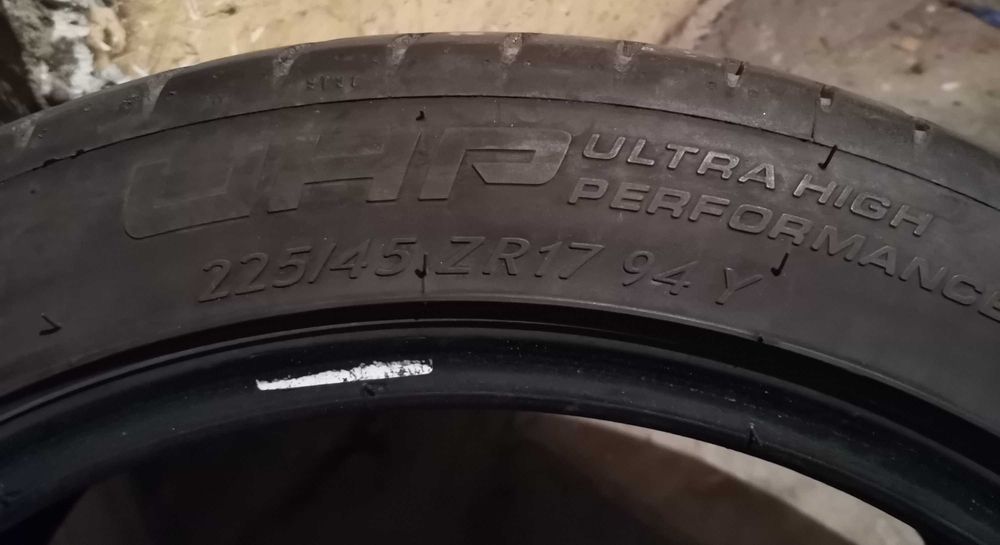 UHP ULTRA HIGH
PERFORMANCE
225/45 ZR17 94 Y